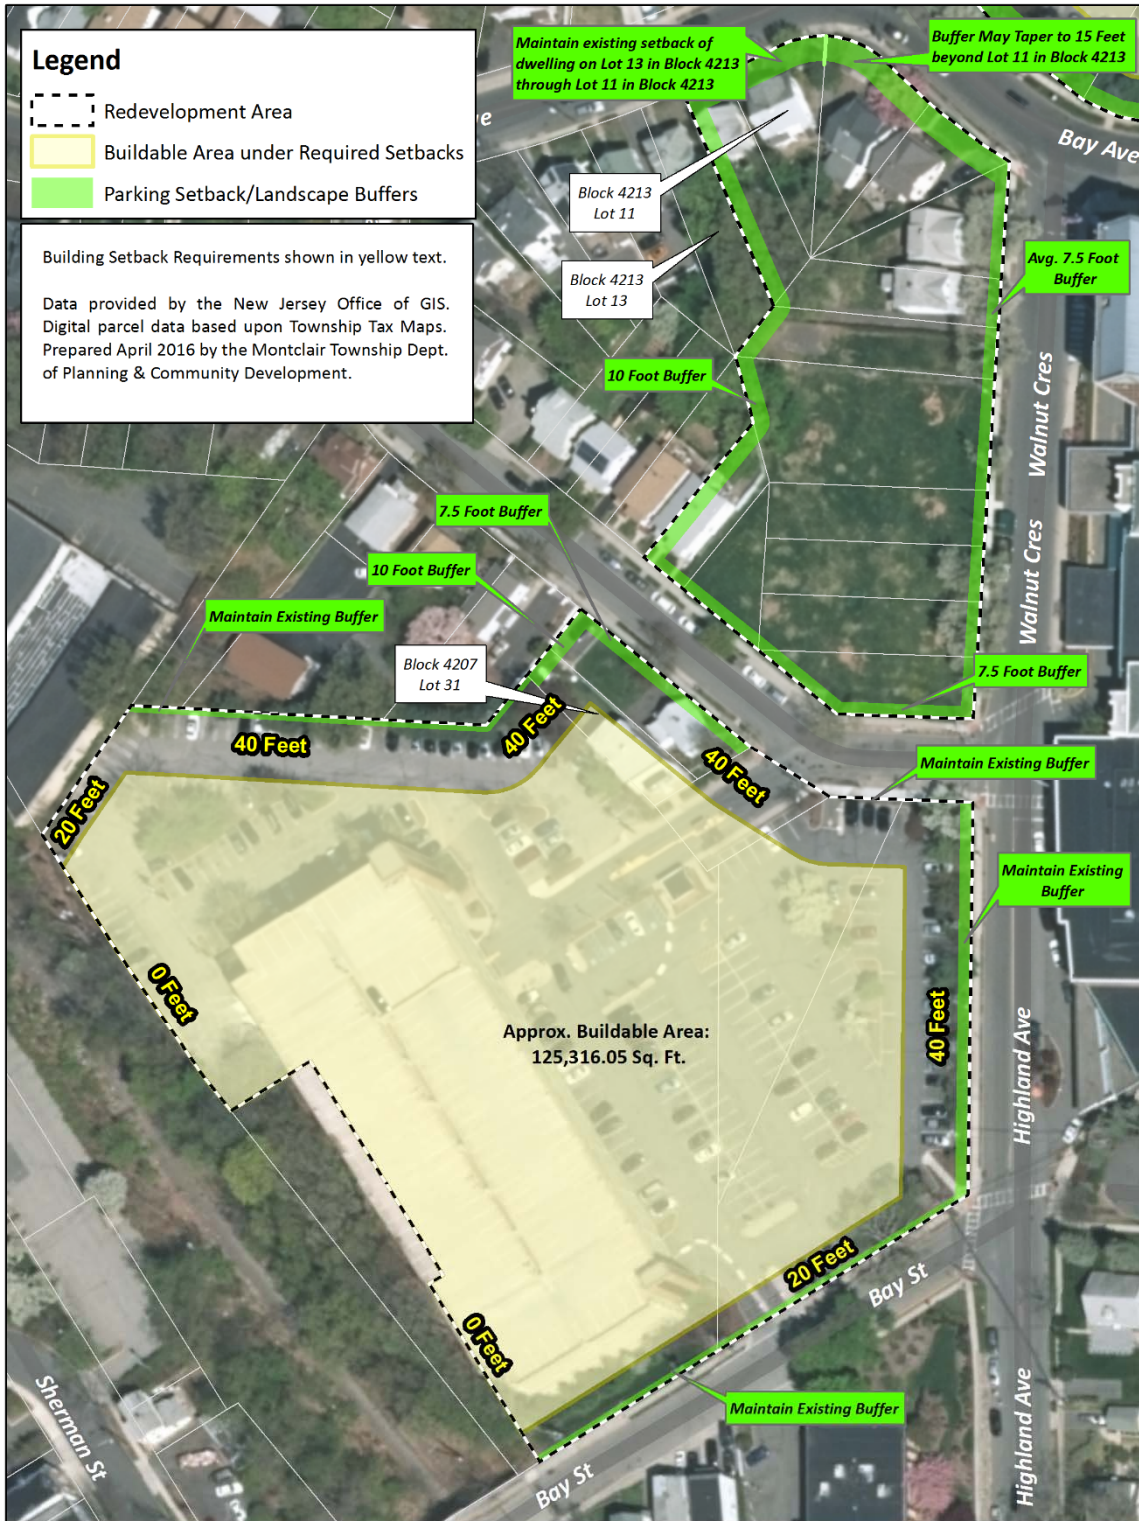 Legend
Redevelopment Area
Buildable Area under Required Setbacks
Parking Setback/Landscape Buffers
Building Setback Requirements shown in yellow text.
Data provided by the New Jersey Office of GIS.
Digital parcel data based upon Township Tax Maps.
Prepared April 2016 by the Montclair Township Dept.
of Planning & Community Development.
Maintain existing setback of
dwelling on Lot 13 in Block 4213
through Lot 11 in Block 4213
Buffer May Taper to 15 Feet
beyond Lot 11 in Block 4213
Bay Ave
Block 4213
Lot 11
Block 4213
Lot 13
Avg. 7.5 Foot
Buffer
10 Foot Buffer
Walnut Cres
7.5 Foot Buffer
10 Foot Buffer
Walnut Cres
Maintain Existing Buffer
Block 4207
Lot 31
7.5 Foot Buffer
40 Feet
40 Feet
40 Feet
Maintain Existing Buffer
20 Feet
Maintain Existing
Buffer
0 Feet
40 Feet
Approx. Buildable Area:
125,316.05 Sq. Ft.
Highland Ave
20 Feet
Bay St
0 Feet
Maintain Existing Buffer
Sherman St
Highland Ave
Bay St